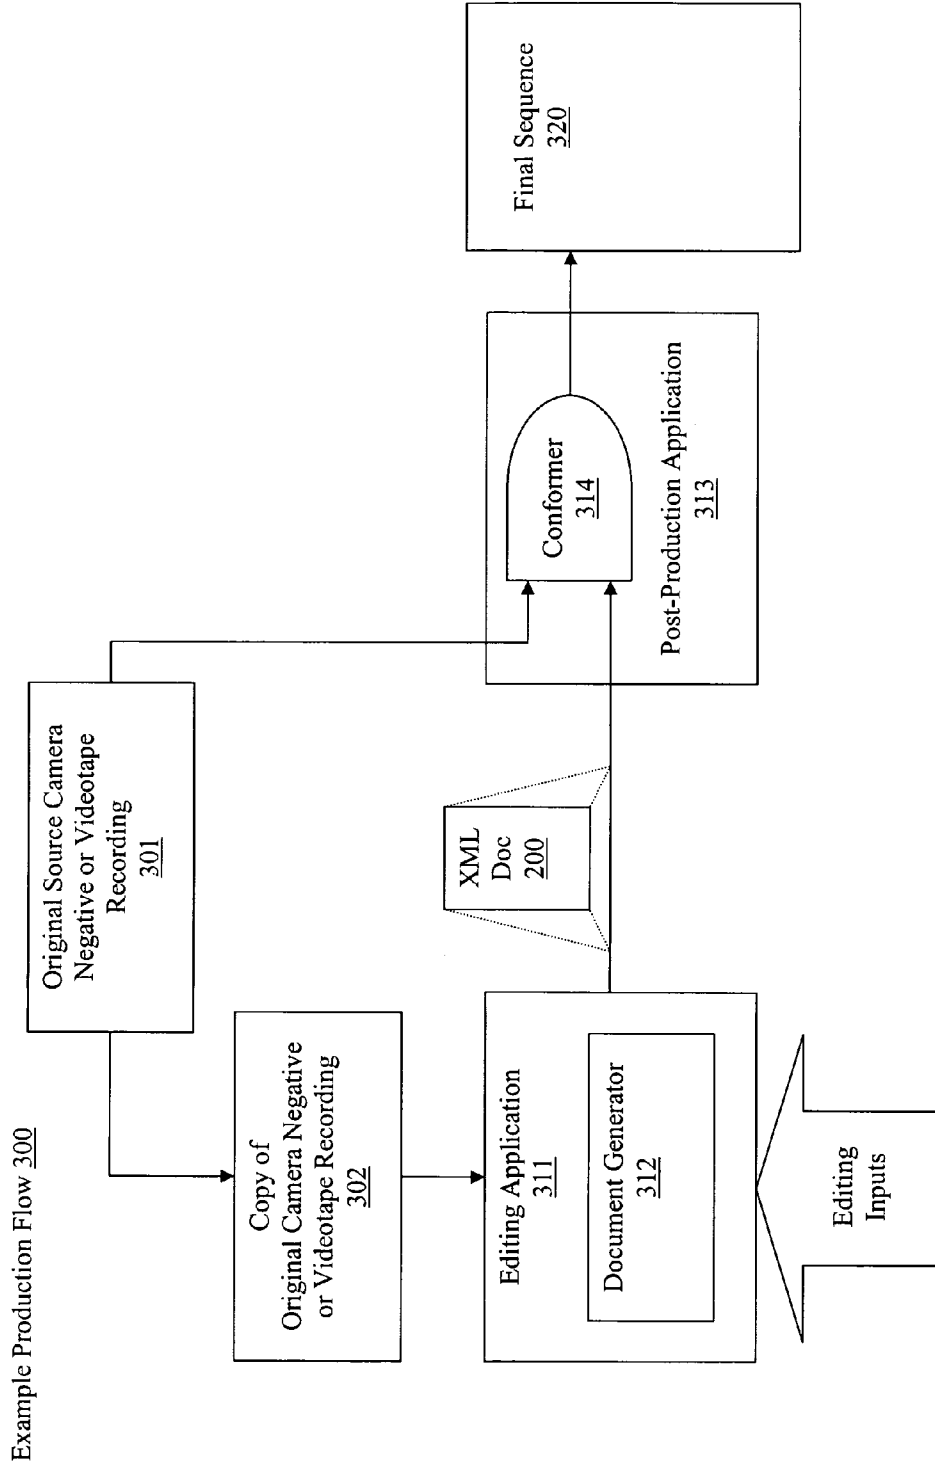 Example Production Flow 300
Original Source Camera
Negative or Videotape
Recording
301
Copy of
Original Camera Negative
or Videotape Recording
302
Editing Application
311
Document Generator
312
Editing
Inputs
XML
Doc
200
Conformer
314
Post-Production Application
313
Final Sequence
320